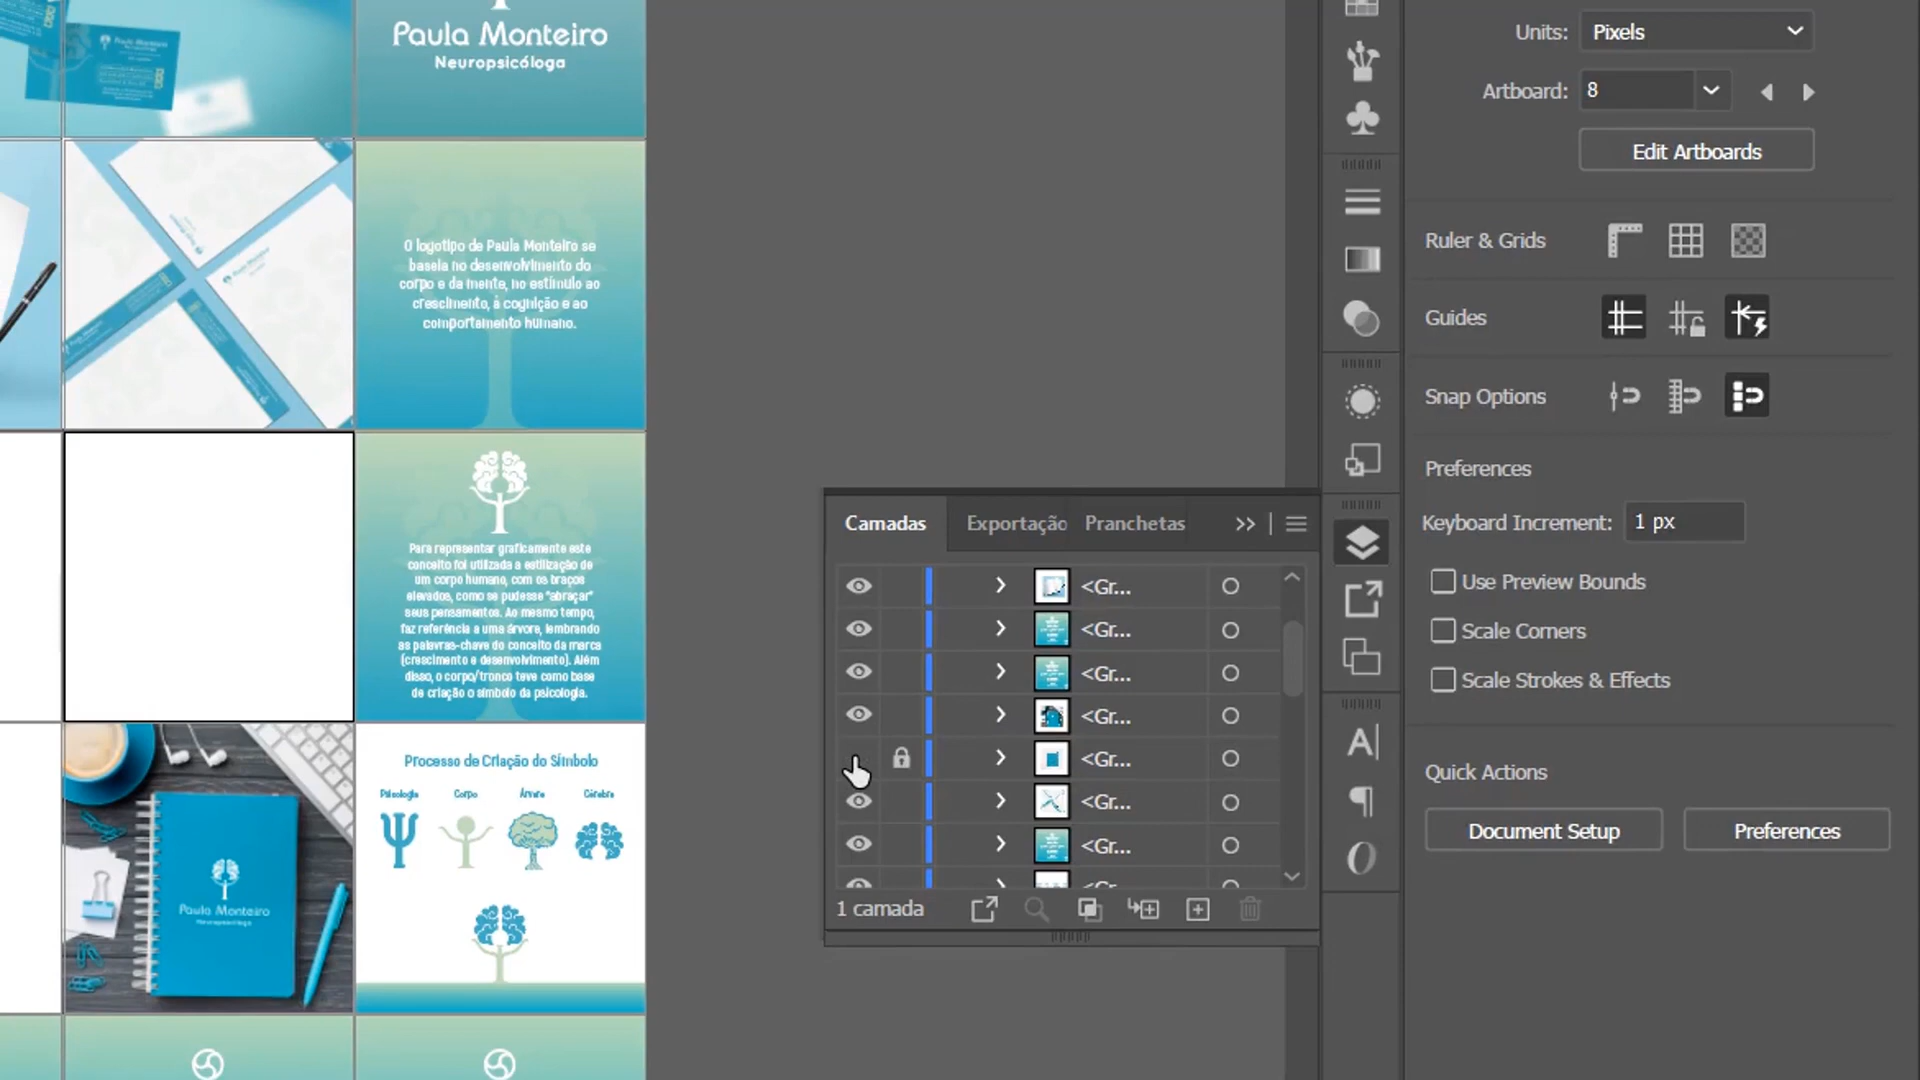 Paula Monteiro
Neuropsicóloga
Paula Monteiro
O logotipo de Paula Monteiro se
baseia no desenvolvimento do
corpo e da mente, no estímulo ao
crescimento, à cognição e ao
comportamento humano.
Para representar graficamente este
conceito foi utilizada a estilização de
um corpo humano, com os braços
elevados, como se pudesse "abraçar"
seus pensamentos. Ao mesmo tempo,
faz referência a uma árvore, lembrando
as palavras-chave do conceito da marca
(crescimento e desenvolvimento). Além
disso, o corpo/tronco teve como base
de criação o símbolo da psicologia.
Paula Monteiro
Neuropsicóloga
Processo de Criação do Símbolo
Psicologia
Corpo
Árvore
Cérebro
Camadas
Exportação
Pranchetas
<Gr...
<Gr...
<Gr...
<Gr...
<Gr...
<Gr...
<Gr...
<Gr...
1 camada
Units:
Pixels
Artboard:
8
Edit Artboards
Ruler & Grids
Guides
Snap Options
Preferences
Keyboard Increment:
1 px
Use Preview Bounds
Scale Corners
Scale Strokes & Effects
Quick Actions
Document Setup
Preferences